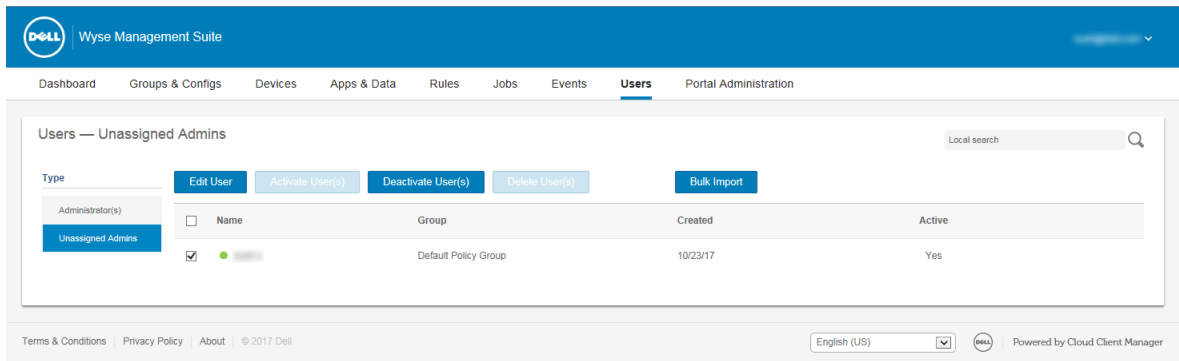 DELL
Wyse Management Suite
Dashboard Groups & Configs Devices Apps & Data Rules Jobs Events Users Portal Administration
Users — Unassigned Admins
Local search
Type
Edit User Activate User(s) Deactivate User(s) Delete User(s) Bulk Import
Administrator(s)
Unassigned Admins
Name Group Created Active
Default Policy Group 10/23/17 Yes
Terms & Conditions Privacy Policy About © 2017 Dell
English (US)
DELL
Powered by Cloud Client Manager